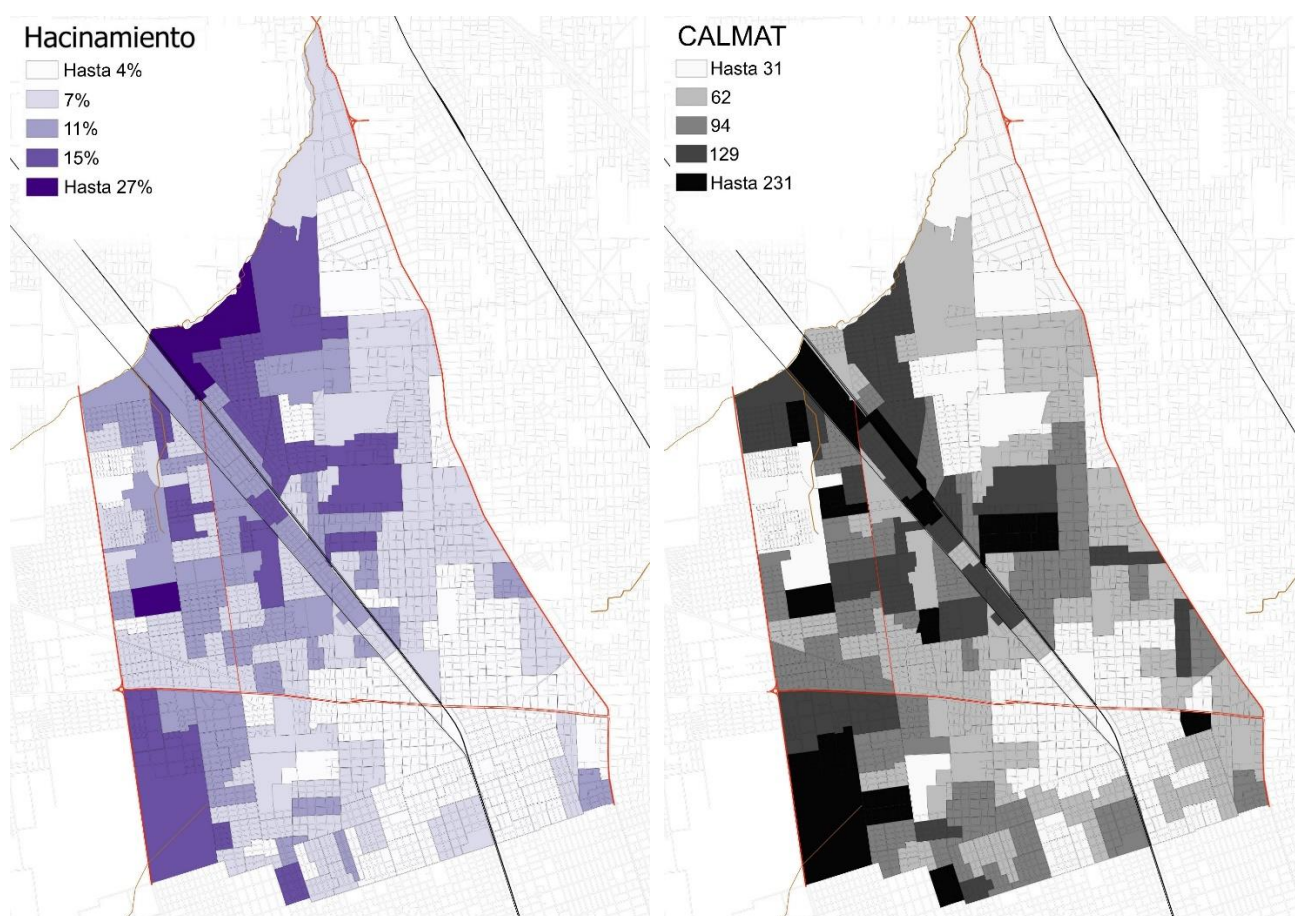 Hacinamiento
Hasta 4%
7%
11%
15%
Hasta 27%
CALMAT
Hasta 31
62
94
129
Hasta 231